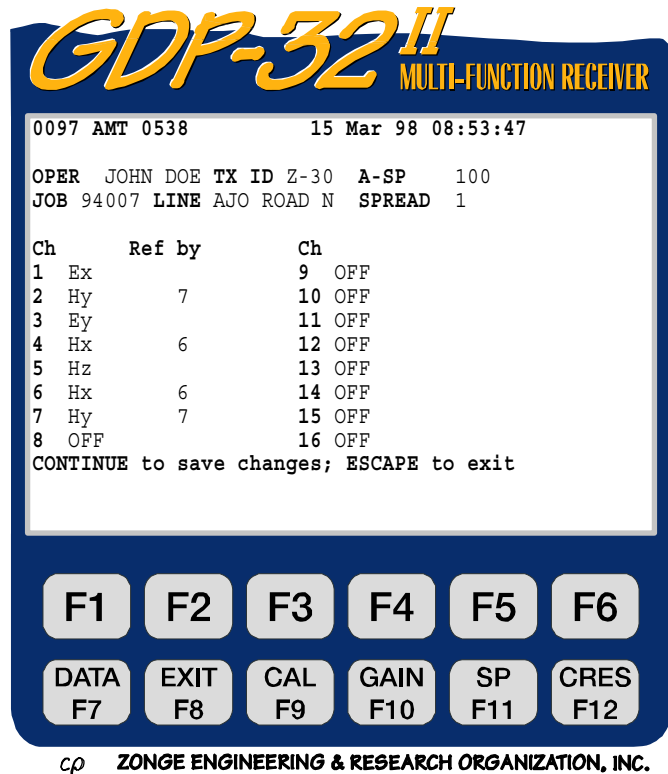 GDP-32 II
MULTI-FUNCTION RECEIVER
0097 AMT 0538 15 Mar 98 08:53:47
OPER JOHN DOE TX ID Z-30 A-SP 100
JOB 94007 LINE AJO ROAD N SPREAD 1
Ch Ref by Ch
1 Ex 9 OFF
2 Hy 7 10 OFF
3 Ey 11 OFF
4 Hx 6 12 OFF
5 Hz 13 OFF
6 Hx 6 14 OFF
7 Hy 7 15 OFF
8 OFF 16 OFF
CONTINUE to save changes; ESCAPE to exit
F1 F2 F3 F4 F5 F6
DATA EXIT CAL GAIN SP CRES
F7 F8 F9 F10 F11 F12
ZONGE ENGINEERING & RESEARCH ORGANIZATION, INC.